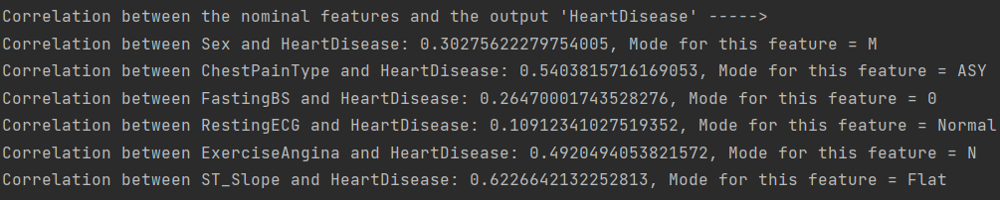 Correlation between the nominal features and the output 'HeartDisease' ----->
Correlation between Sex and HeartDisease: 0.30275622279754005, Mode for this feature = M
Correlation between ChestPainType and HeartDisease: 0.5403815716169053, Mode for this feature = ASY
Correlation between FastingBS and HeartDisease: 0.26470001743528276, Mode for this feature = 0
Correlation between RestingECG and HeartDisease: 0.10912341027519352, Mode for this feature = Normal
Correlation between ExerciseAngina and HeartDisease: 0.4920494053821572, Mode for this feature = N
Correlation between ST_Slope and HeartDisease: 0.6226642132252813, Mode for this feature = Flat